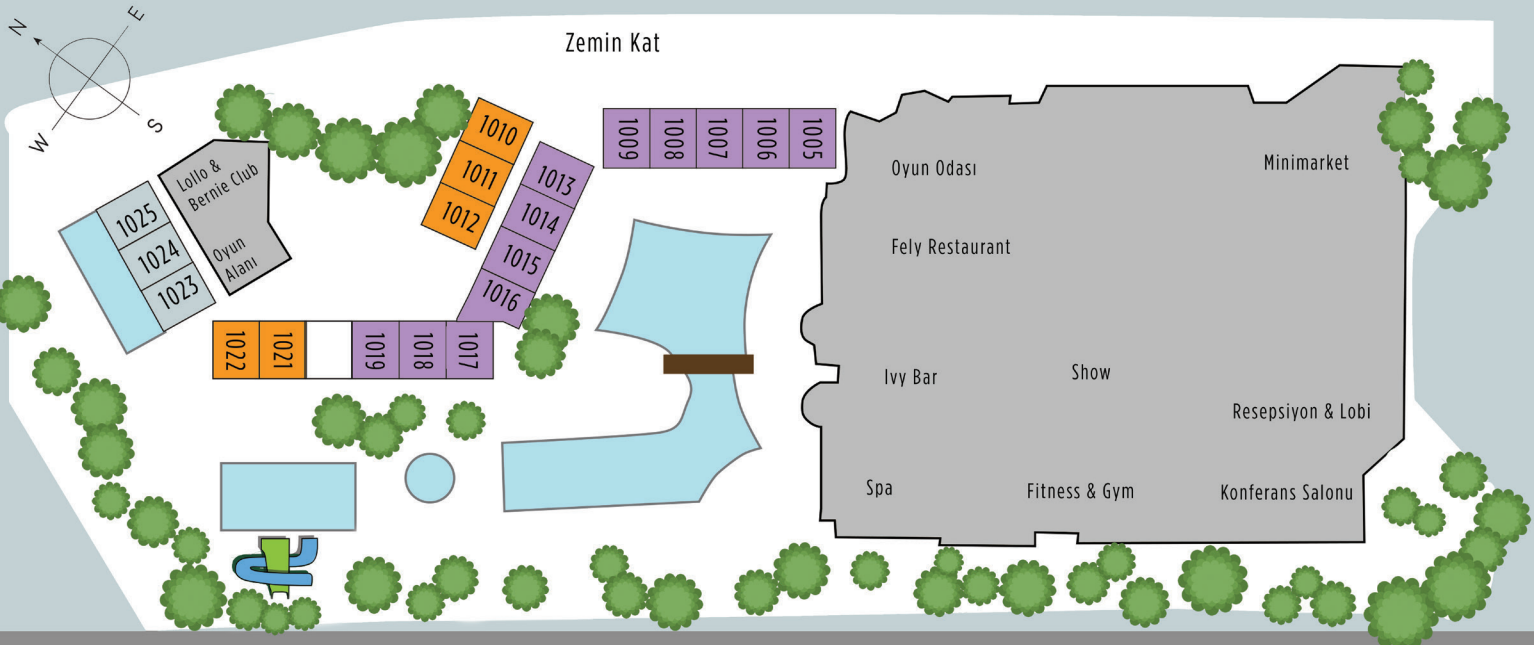 N
E
W
S
Zemin Kat
1010
1011
1012
1013
1014
1015
1016
1009
1008
1007
1006
1005
Lollo &
Bernie Club
Oyun
Alanı
1025
1024
1023
1022
1021
1019
1018
1017
Oyun Odası
Minimarket
Fely Restaurant
Ivy Bar
Show
Resepsiyon & Lobi
Spa
Fitness & Gym
Konferans Salonu